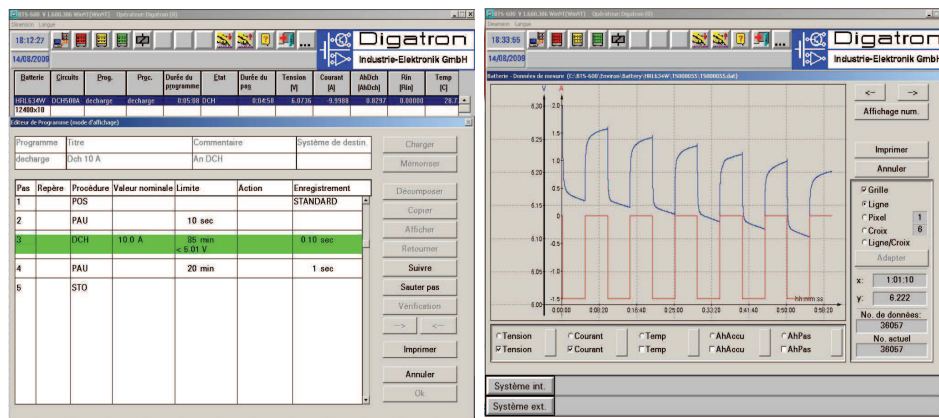 BTS-600 V 1.600.306 Win*I(Win*T) Opérateur: Digatron (0)
Dimension Langue
18:12:27
14/08/2009
...
Digatron
Industrie-Elektronik GmbH
Batterie Circuits Prog. Prgc. Durée du programme Etat Durée du pas Tension [V] Courant [A] AhDch [AhDch] Rin [Rin] Temp [C]
HRL634W DCH508A decharge decharge 0:05:08 DCH 0:04:58 6.0736 -9.9988 0.8297 0.00000 28.7
12400x10
Editeur de Programme (mode d'affichage)
Programme Titre Commentaire Système de destin.
decharge Dch 10 A An DCH
Charger
Mémoriser
Pas Repère Procédure Valeur nominale Limite Action Enregistrement
1 POS STANDARD
2 PAU 10 sec
3 DCH 10.0 A 85 min 0.10 sec
< 5.01 V
4 PAU 20 min 1 sec
5 STO
Décomposer
Copier
Afficher
Retourner
Suivre
Sauter pas
Vérification
--> <--
Imprimer
Annuler
Ok
BTS-600 V 1.600.306 Win*I(Win*T) Opérateur: Digatron (0)
Dimension Langue
18:33:55
14/08/2009
...
Digatron
Industrie-Elektronik GmbH
Batterie - Données de mesure
V A
6.30 2.0
6.25 1.5
6.20 1.0
6.15 0.5
6.10 -0.5
6.05 -1.0
6.00 -1.5
0
hh:mm:ss
0:00:00 0:08:20 0:16:40 0:25:00 0:33:20 0:41:40 0:50:00 0:58:20
<-- -->
Affichage num.
Imprimer
Annuler
Grille
Ligne
Pixel 1
Croix 6
Ligne/Croix
Adapter
x: 1:01:10
y: 6.222
No. de données:
36057
No. actuel
36057
Tension Courant Temp AhAccu AhPas
Tension Courant Temp AhAccu AhPas
Système int.
Système ext.